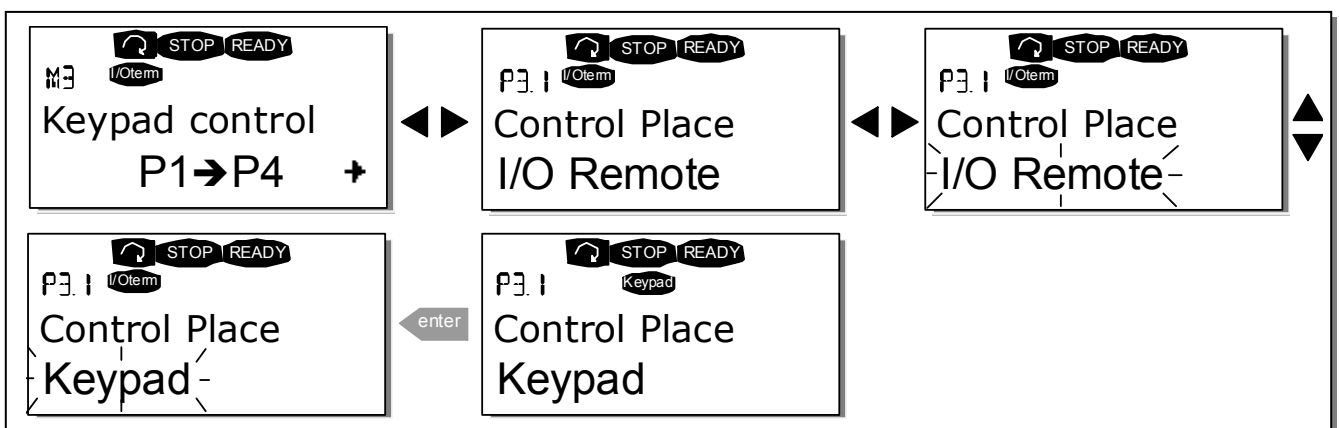 STOP READY
M3 I/Oterm
Keypad control
P1➔P4
STOP READY
P3.1 I/Oterm
Control Place
I/O Remote
STOP READY
P3.1 I/Oterm
Control Place
I/O Remote
STOP READY
P3.1 I/Oterm
Control Place
Keypad
enter
STOP READY
P3.1 Keypad
Control Place
Keypad